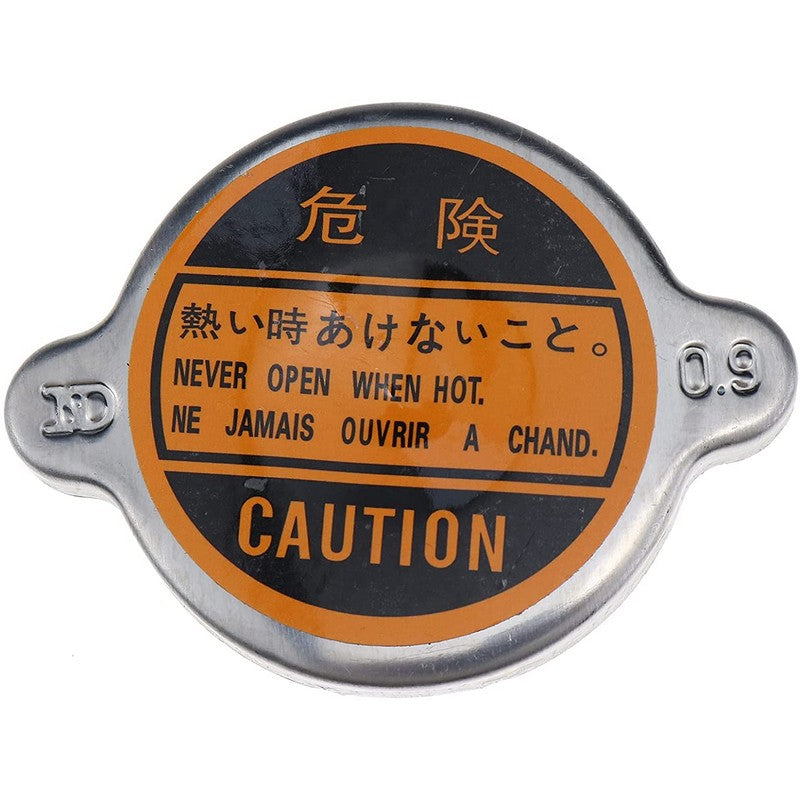 危険
熱い時あけないこと。
NEVER OPEN WHEN HOT.
NE JAMAIS OUVRIR A CHAND.
CAUTION
ND
0.9